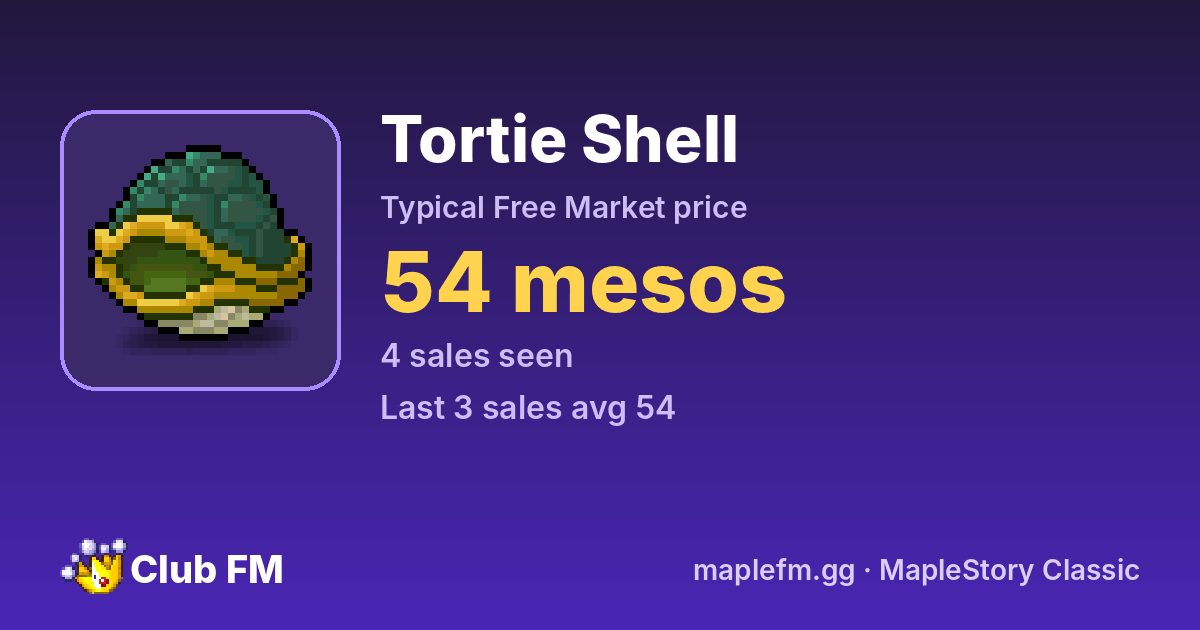 Tortie Shell
Typical Free Market price
54 mesos
4 sales seen
Last 3 sales avg 54
Club FM
maplefm.gg · MapleStory Classic